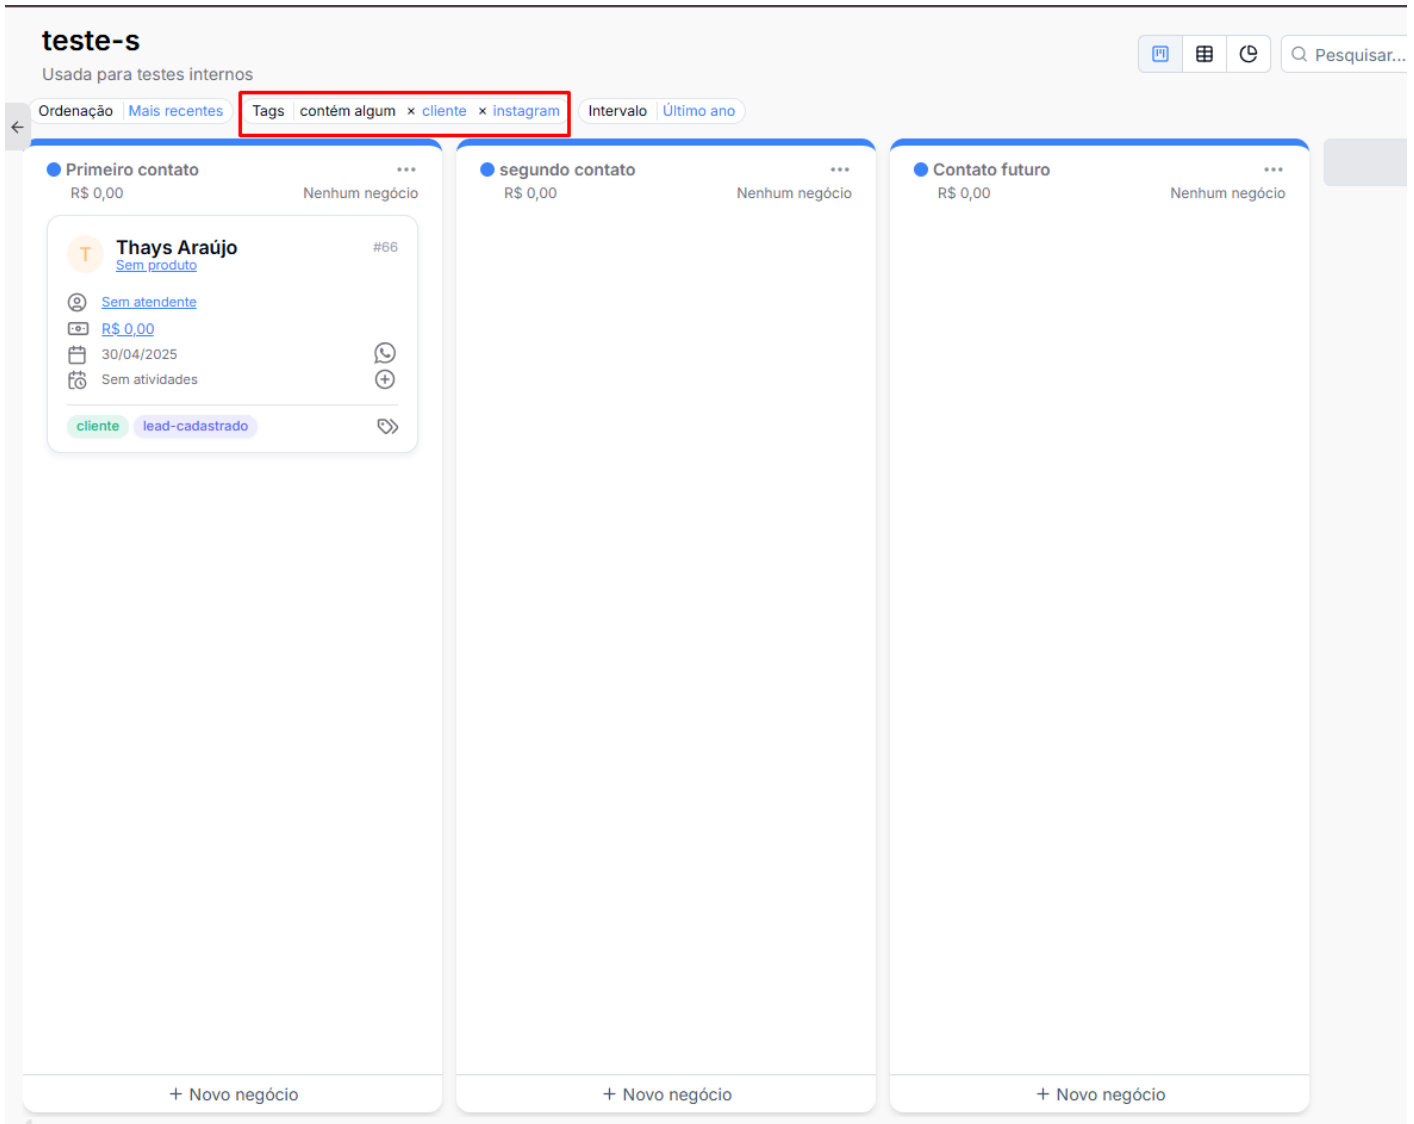 teste-s
Usada para testes internos
Pesquisar...
Ordenação Mais recentes Tags contém algum × cliente × instagram Intervalo Último ano
Primeiro contato
R$ 0,00 Nenhum negócio
Thays Araújo #66
Sem produto
Sem atendente
R$ 0,00
30/04/2025
Sem atividades
cliente lead-cadastrado
+ Novo negócio
segundo contato
R$ 0,00 Nenhum negócio
+ Novo negócio
Contato futuro
R$ 0,00 Nenhum negócio
+ Novo negócio